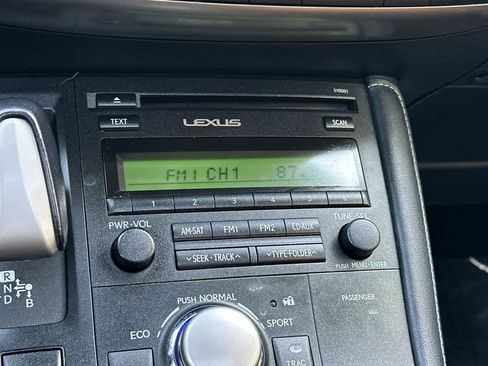 510001
TEXT LEXUS SCAN
FM1 CH1 87.
1 2 3 4 5 6
PWR·VOL
AM·SAT FM1 FM2 CD·AUX
TUNE·SEL
SEEK·TRACK TYPE·FOLDER
PUSH MENU·ENTER
R
N
D B
PUSH NORMAL
PASSENGER
ECO SPORT
TRAC